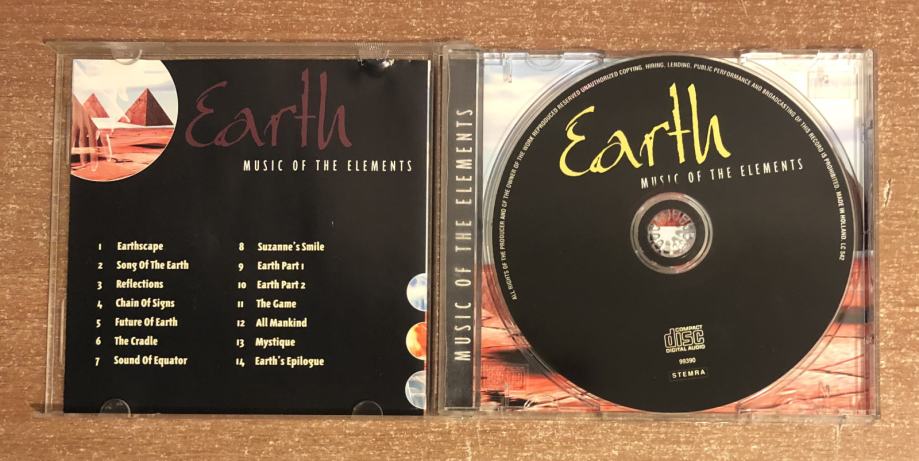 Earth
MUSIC OF THE ELEMENTS
1 Earthscape
2 Song Of The Earth
3 Reflections
4 Chain Of Signs
5 Future Of Earth
6 The Cradle
7 Sound Of Equator
8 Suzanne's Smile
9 Earth Part 1
10 Earth Part 2
11 The Game
12 All Mankind
13 Mystique
14 Earth's Epilogue
MUSIC OF THE ELEMENTS
ALL RIGHTS OF THE PRODUCER AND OF THE OWNER OF THE WORK REPRODUCED RESERVED UNAUTHORIZED COPYING, HIRING, LENDING, PUBLIC PERFORMANCE AND BROADCASTING OF THIS RECORD IS PROHIBITED. MADE IN HOLLAND. LC 542
Earth
MUSIC OF THE ELEMENTS
COMPACT
disc
DIGITAL AUDIO
99390
STEMRA